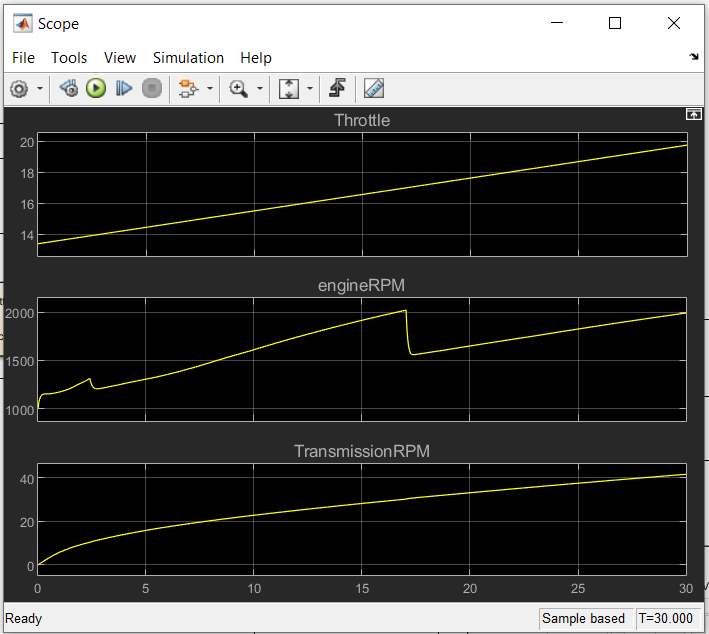 Scope
File Tools View Simulation Help
Throttle
20
18
16
14
engineRPM
2000
1500
1000
TransmissionRPM
40
20
0
0 5 10 15 20 25 30
Ready Sample based T=30.000